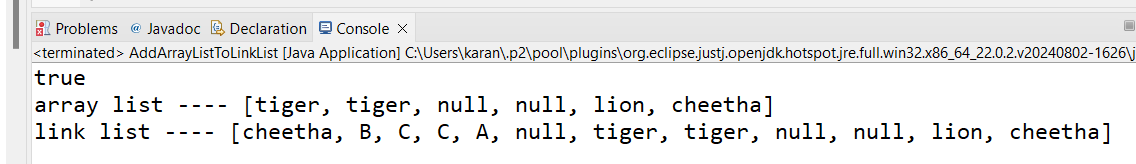 Problems @ Javadoc Declaration Console
<terminated> AddArrayListToLinkList [Java Application] C:\Users\karan\.p2\pool\plugins\org.eclipse.justj.openjdk.hotspot.jre.full.win32.x86_64_22.0.2.v20240802-1626\j
true
array list ---- [tiger, tiger, null, null, lion, cheetha]
link list ---- [cheetha, B, C, C, A, null, tiger, tiger, null, null, lion, cheetha]